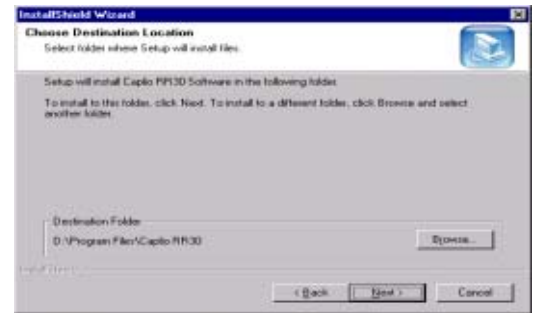 InstallShield Wizard
Choose Destination Location
Select folder where Setup will install files.
Setup will install Caplio RR30 Software in the following folder.
To install to this folder, click Next. To install to a different folder, click Browse and select
another folder.
Destination Folder
D:\Program Files\Caplio RR30
Browse...
InstallShield
< Back
Next >
Cancel